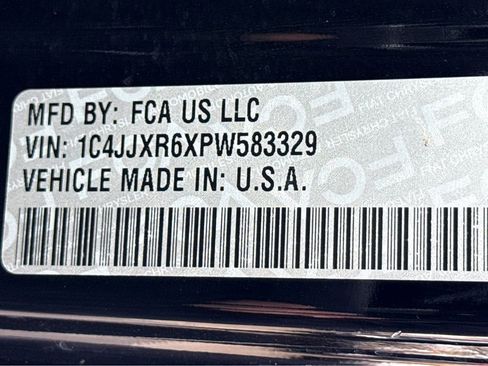 MFD BY: FCA US LLC
VIN: 1C4JJXR6XPW583329
VEHICLE MADE IN: U.S.A.